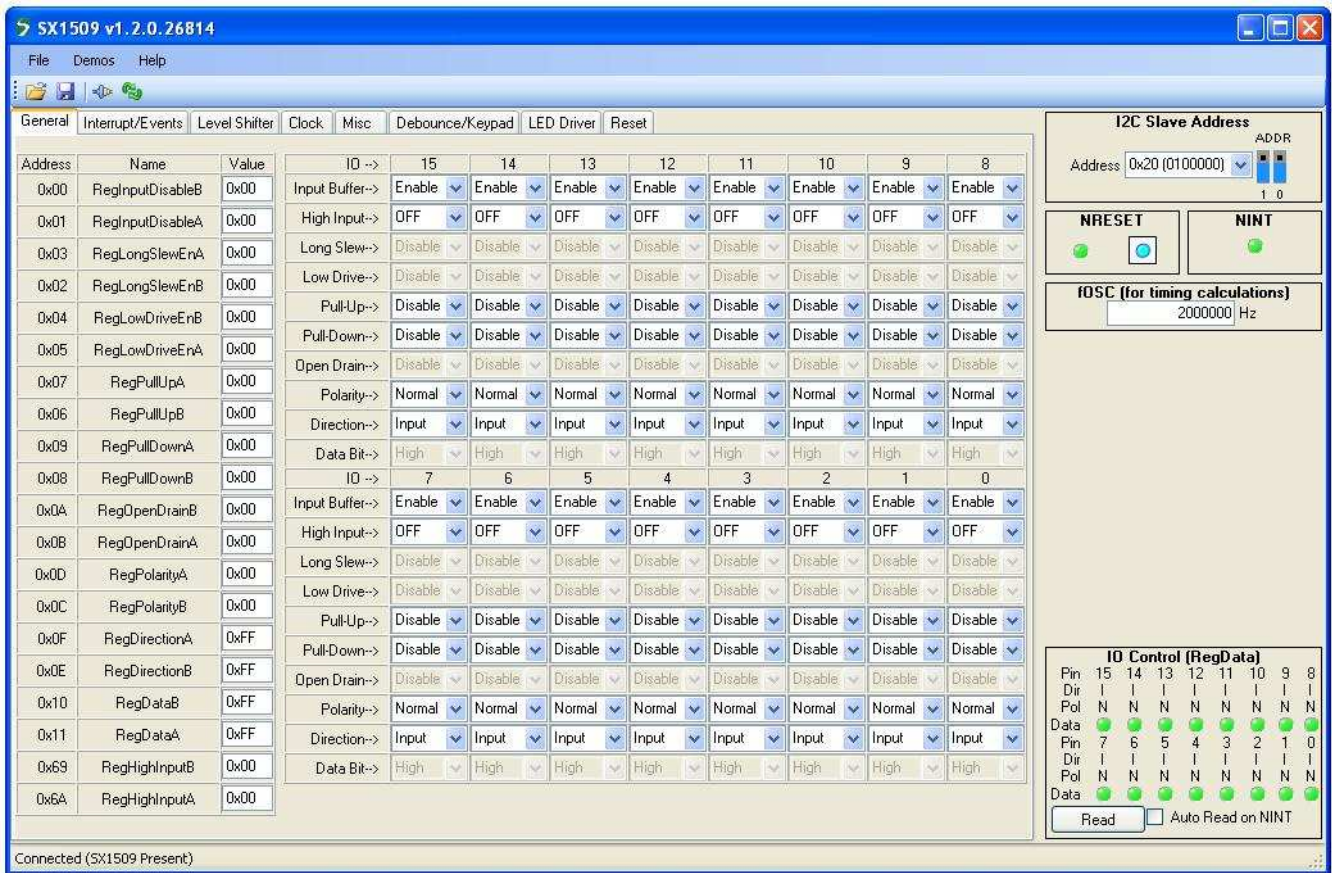 SX1509 v1.2.0.26814
File Demos Help
General Interrupt/Events Level Shifter Clock Misc Debounce/Keypad LED Driver Reset
Address Name Value
0x00 RegInputDisableB 0x00
0x01 RegInputDisableA 0x00
0x03 RegLongSlewEnA 0x00
0x02 RegLongSlewEnB 0x00
0x04 RegLowDriveEnB 0x00
0x05 RegLowDriveEnA 0x00
0x07 RegPullUpA 0x00
0x06 RegPullUpB 0x00
0x09 RegPullDownA 0x00
0x08 RegPullDownB 0x00
0x0A RegOpenDrainB 0x00
0x0B RegOpenDrainA 0x00
0x0D RegPolarityA 0x00
0x0C RegPolarityB 0x00
0x0F RegDirectionA 0xFF
0x0E RegDirectionB 0xFF
0x10 RegDataB 0xFF
0x11 RegDataA 0xFF
0x69 RegHighInputB 0x00
0x6A RegHighInputA 0x00
IO --> 15 14 13 12 11 10 9 8
Input Buffer--> Enable Enable Enable Enable Enable Enable Enable Enable
High Input--> OFF OFF OFF OFF OFF OFF OFF OFF
Long Slew--> Disable Disable Disable Disable Disable Disable Disable Disable
Low Drive--> Disable Disable Disable Disable Disable Disable Disable Disable
Pull-Up--> Disable Disable Disable Disable Disable Disable Disable Disable
Pull-Down--> Disable Disable Disable Disable Disable Disable Disable Disable
Open Drain--> Disable Disable Disable Disable Disable Disable Disable Disable
Polarity--> Normal Normal Normal Normal Normal Normal Normal Normal
Direction--> Input Input Input Input Input Input Input Input
Data Bit--> High High High High High High High High
IO --> 7 6 5 4 3 2 1 0
Input Buffer--> Enable Enable Enable Enable Enable Enable Enable Enable
High Input--> OFF OFF OFF OFF OFF OFF OFF OFF
Long Slew--> Disable Disable Disable Disable Disable Disable Disable Disable
Low Drive--> Disable Disable Disable Disable Disable Disable Disable Disable
Pull-Up--> Disable Disable Disable Disable Disable Disable Disable Disable
Pull-Down--> Disable Disable Disable Disable Disable Disable Disable Disable
Open Drain--> Disable Disable Disable Disable Disable Disable Disable Disable
Polarity--> Normal Normal Normal Normal Normal Normal Normal Normal
Direction--> Input Input Input Input Input Input Input Input
Data Bit--> High High High High High High High High
I2C Slave Address
ADDR
Address 0x20 (0100000)
1 0
NRESET NINT
fOSC (for timing calculations)
2000000 Hz
IO Control (RegData)
Pin 15 14 13 12 11 10 9 8
Dir I I I I I I I I
Pol N N N N N N N N
Data
Pin 7 6 5 4 3 2 1 0
Dir I I I I I I I I
Pol N N N N N N N N
Data
Read Auto Read on NINT
Connected (SX1509 Present)